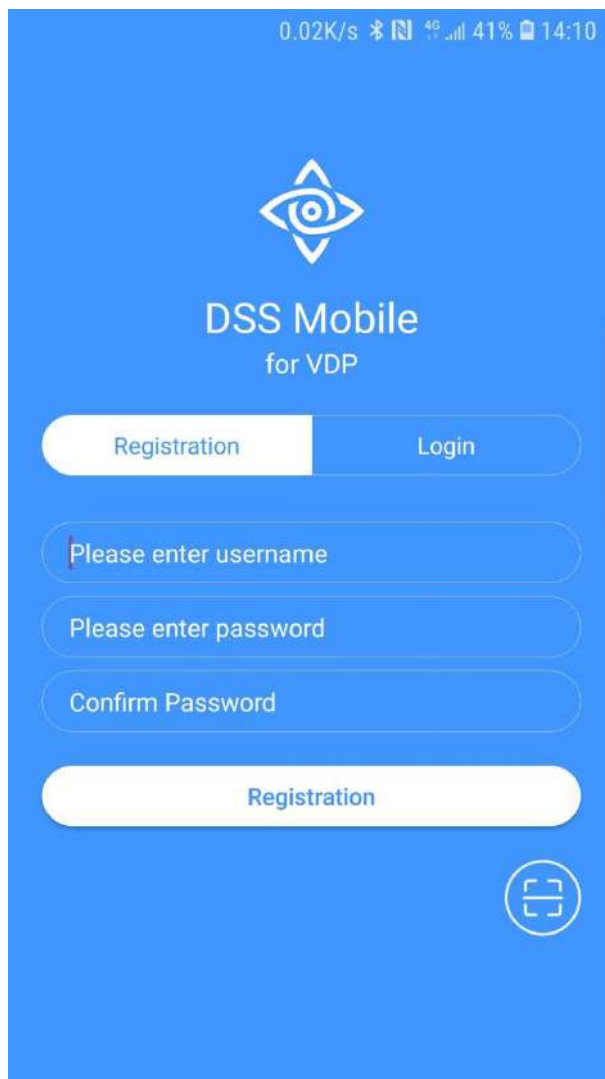 0.02K/s 4G 41% 14:10
DSS Mobile
for VDP
Registration Login
Please enter username
Please enter password
Confirm Password
Registration